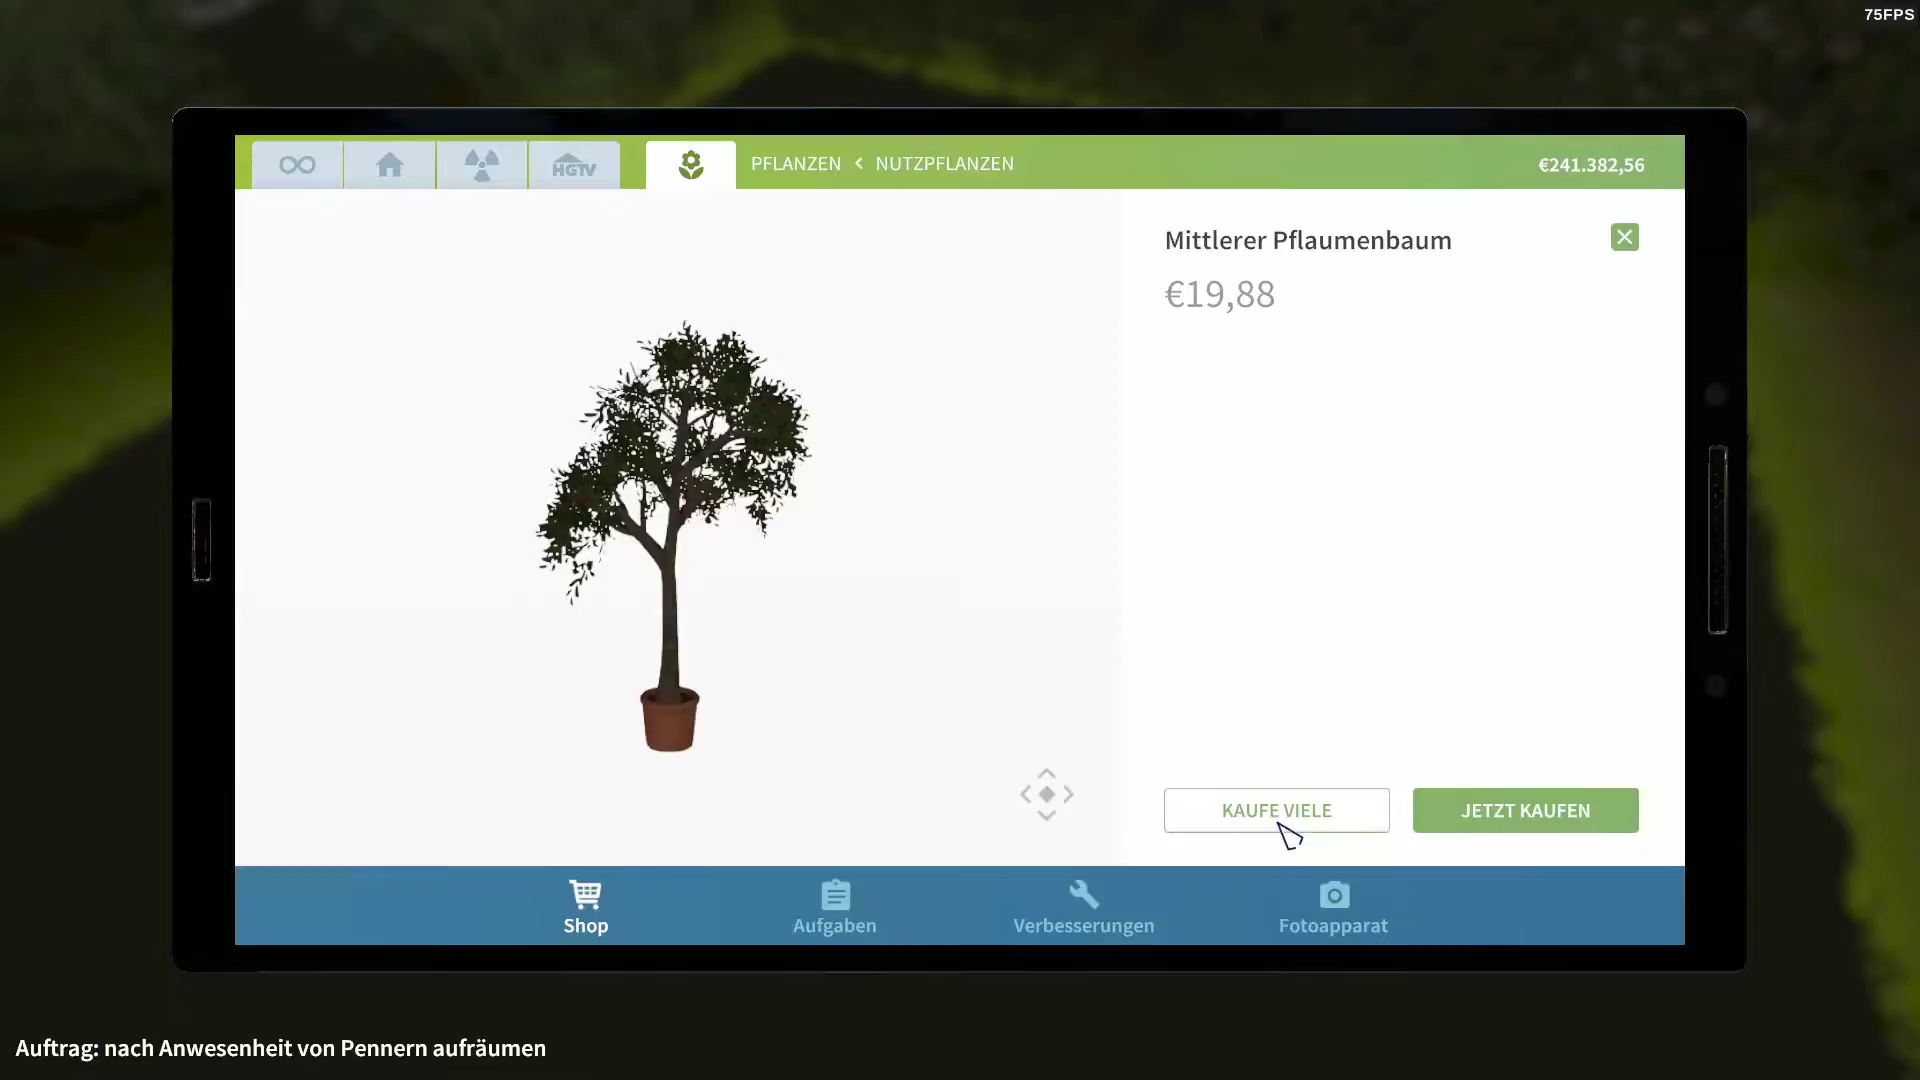 75FPS
HGTV
PFLANZEN < NUTZPFLANZEN
€241.382,56
Mittlerer Pflaumenbaum
€19,88
KAUFE VIELE
JETZT KAUFEN
Shop
Aufgaben
Verbesserungen
Fotoapparat
Auftrag: nach Anwesenheit von Pennern aufräumen